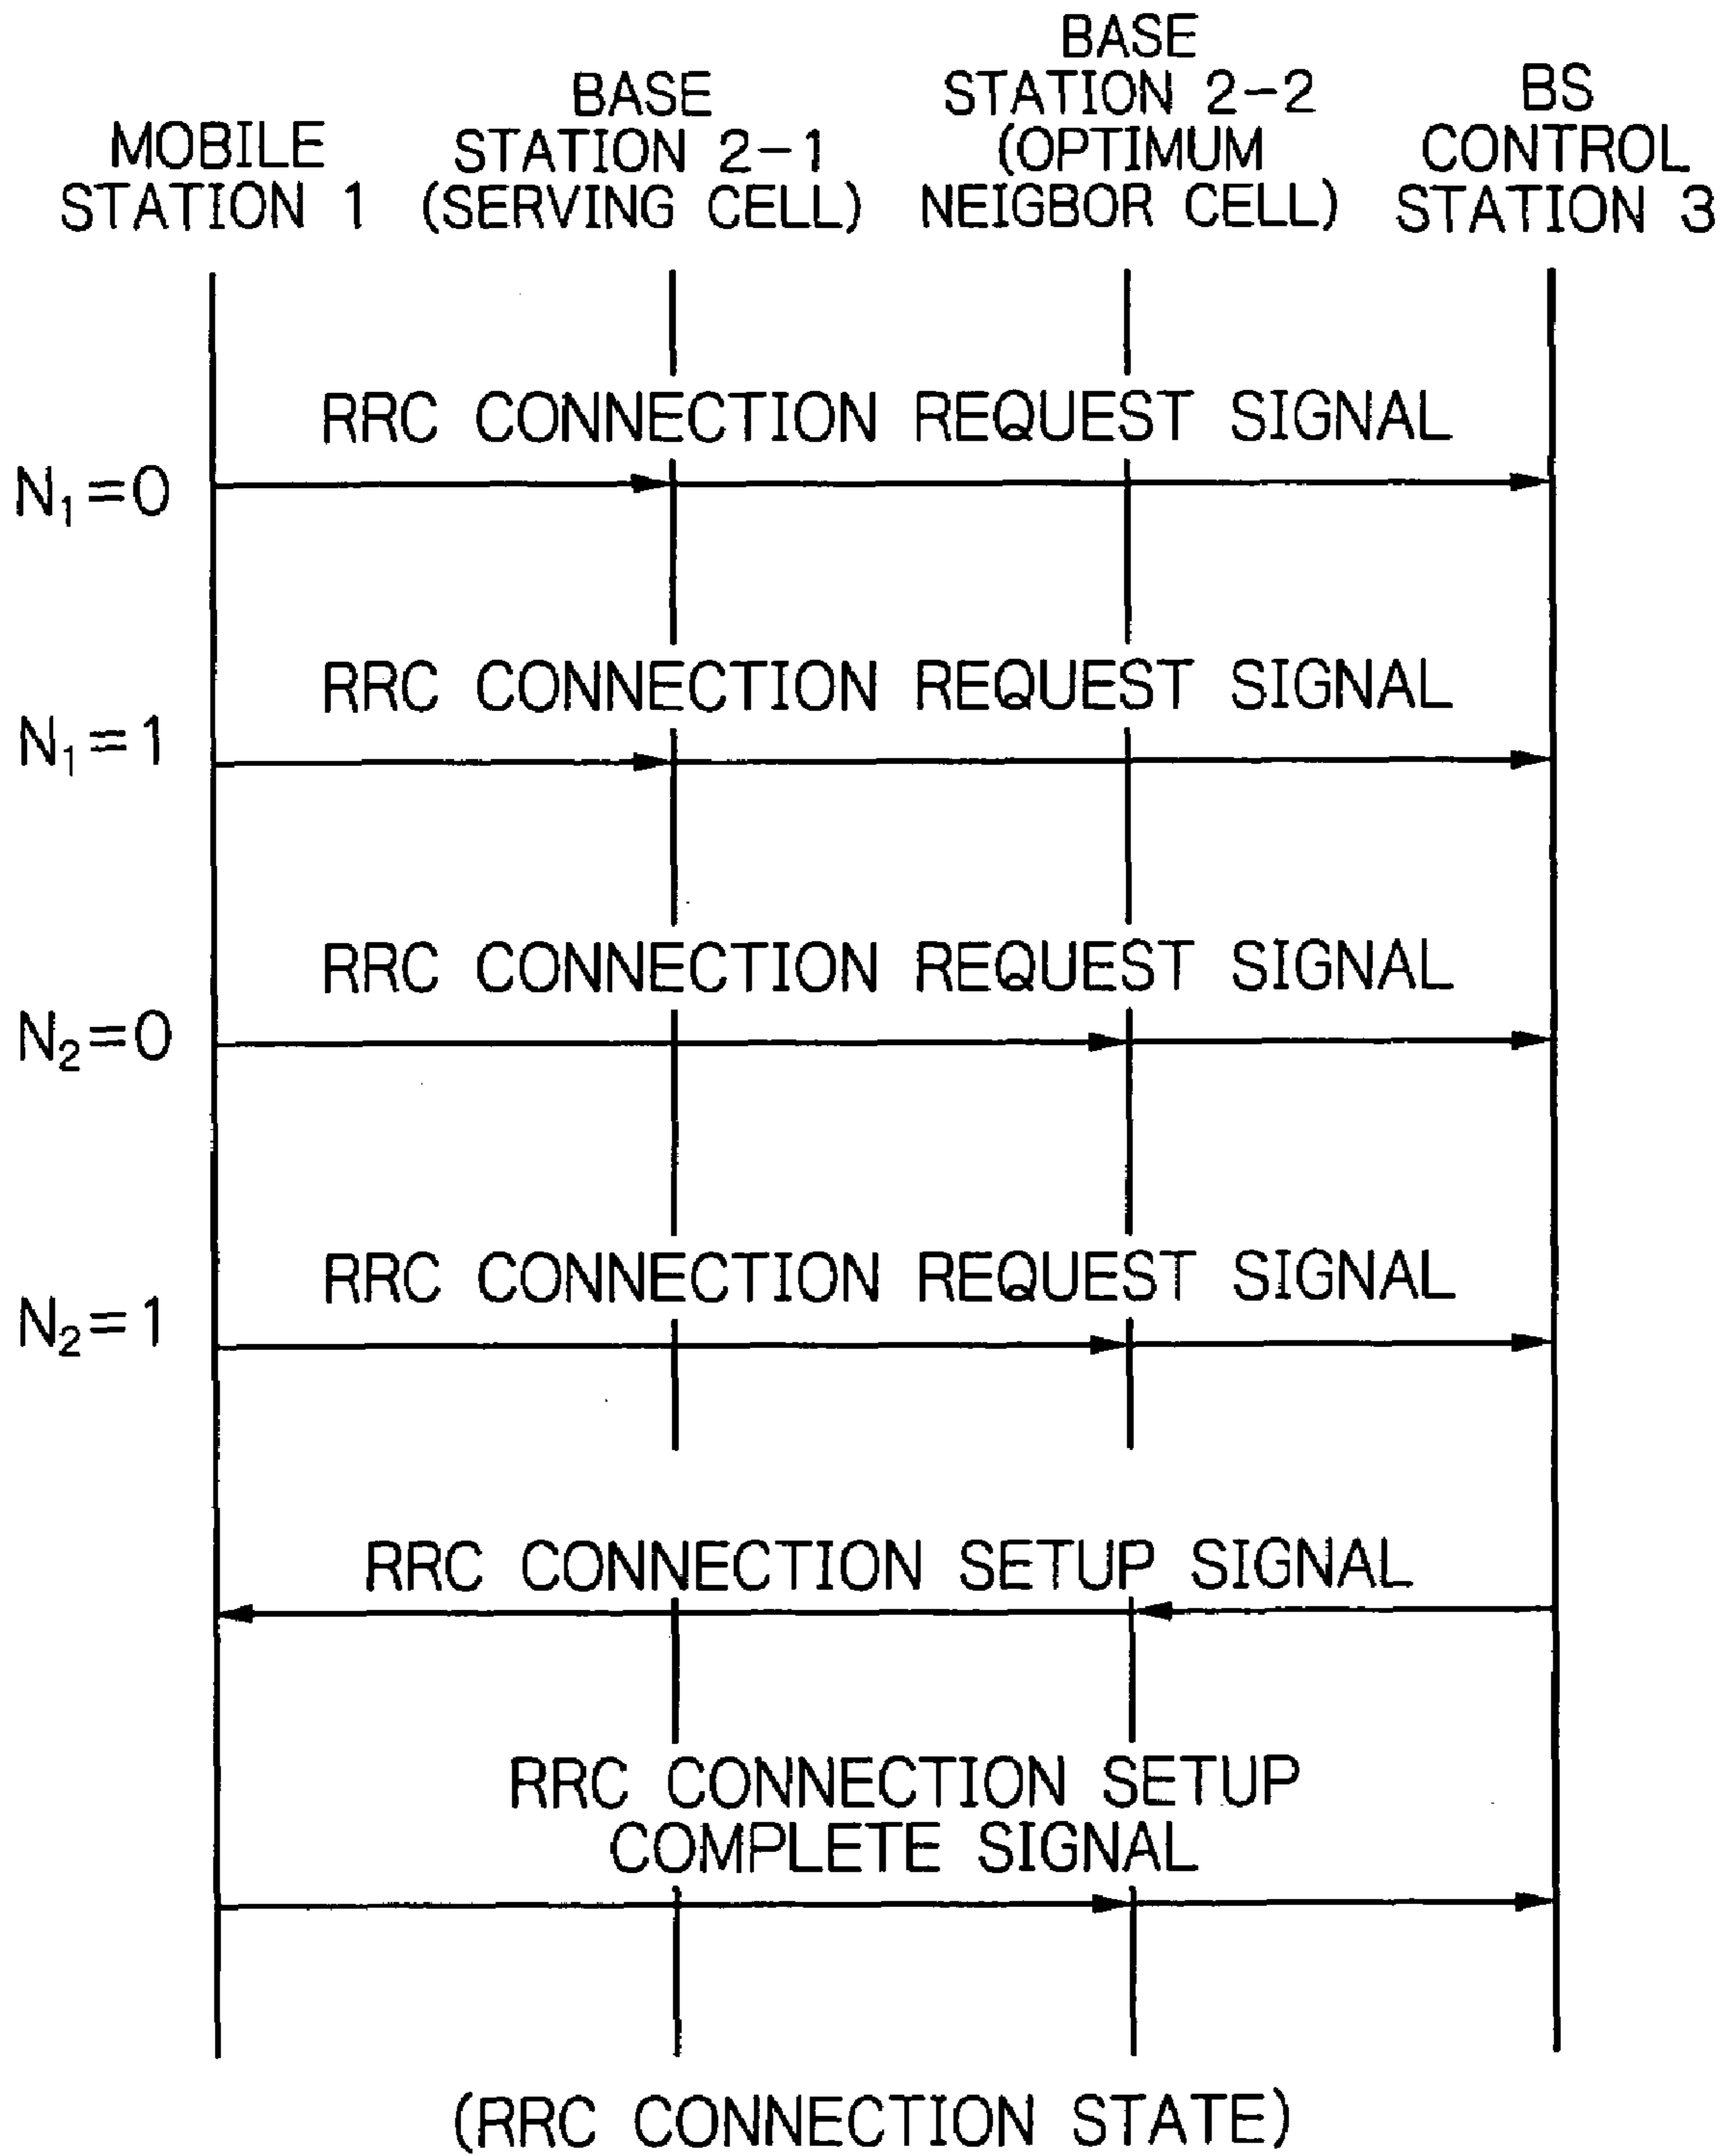 MOBILE
STATION 1
BASE
STATION 2-1
(SERVING CELL)
BASE
STATION 2-2
(OPTIMUM
NEIGBOR CELL)
BS
CONTROL
STATION 3
RRC CONNECTION REQUEST SIGNAL
N₁=0
RRC CONNECTION REQUEST SIGNAL
N₁=1
RRC CONNECTION REQUEST SIGNAL
N₂=0
RRC CONNECTION REQUEST SIGNAL
N₂=1
RRC CONNECTION SETUP SIGNAL
RRC CONNECTION SETUP
COMPLETE SIGNAL
(RRC CONNECTION STATE)